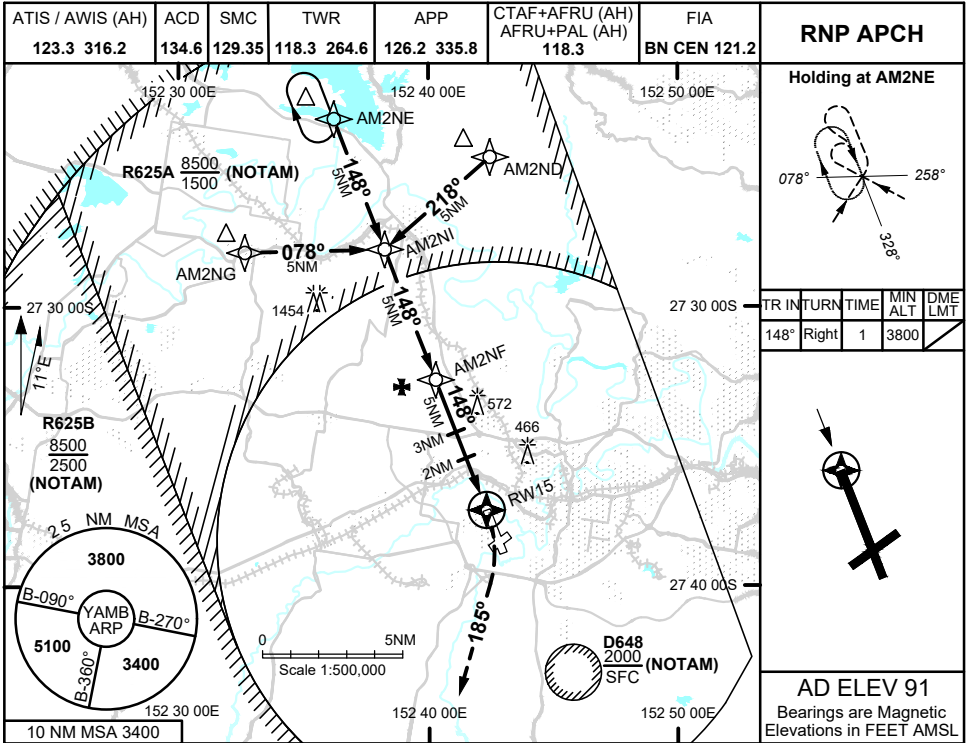 ATIS / AWIS (AH)
123.3 316.2
ACD
134.6
SMC
129.35
TWR
118.3 264.6
APP
126.2 335.8
CTAF+AFRU (AH)
AFRU+PAL (AH)
118.3
FIA
BN CEN 121.2
RNP APCH
152 30 00E
152 40 00E
152 50 00E
AM2NE
R625A 8500
1500
(NOTAM)
148°
5NM
AM2ND
218°
5NM
AM2NI
AM2NG
078°
5NM
27 30 00S
27 30 00S
1454
148°
5NM
11°E
AM2NF
148°
5NM
572
466
3NM
2NM
RW15
R625B
8500
2500
(NOTAM)
27 40 00S
185°
25 NM MSA
3800
B-090°
YAMB
ARP
B-270°
5100
B-360°
3400
0
5NM
Scale 1:500,000
D648
2000
SFC
(NOTAM)
152 30 00E
152 40 00E
152 50 00E
10 NM MSA 3400
Holding at AM2NE
078°
258°
328°
TR IN TURN TIME MIN ALT DME LMT
148° Right 1 3800
AD ELEV 91
Bearings are Magnetic
Elevations in FEET AMSL